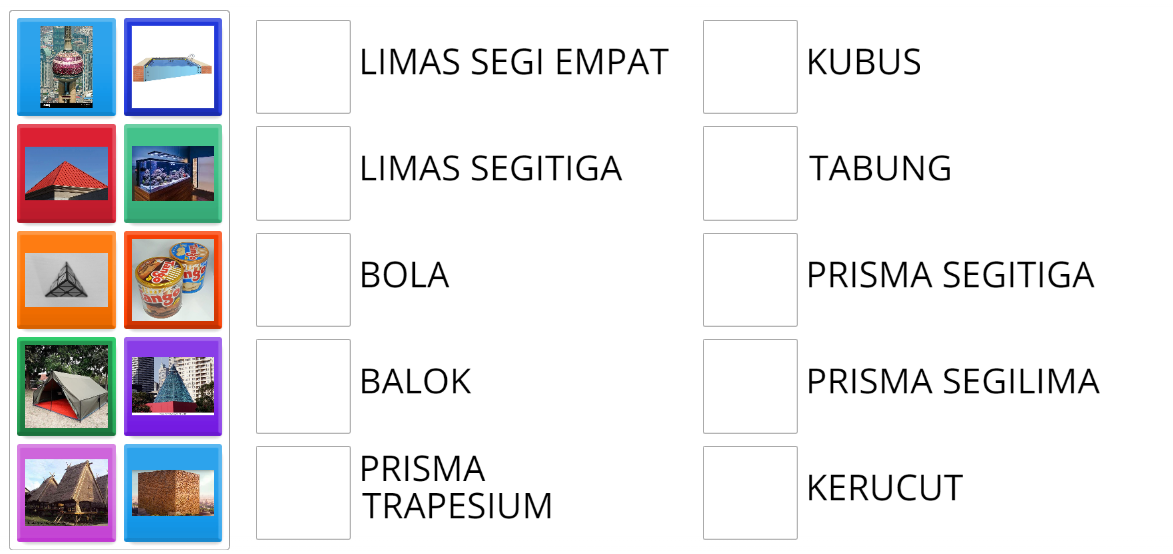 LIMAS SEGI EMPAT
KUBUS
LIMAS SEGITIGA
TABUNG
BOLA
PRISMA SEGITIGA
BALOK
PRISMA SEGILIMA
PRISMA
TRAPESIUM
KERUCUT